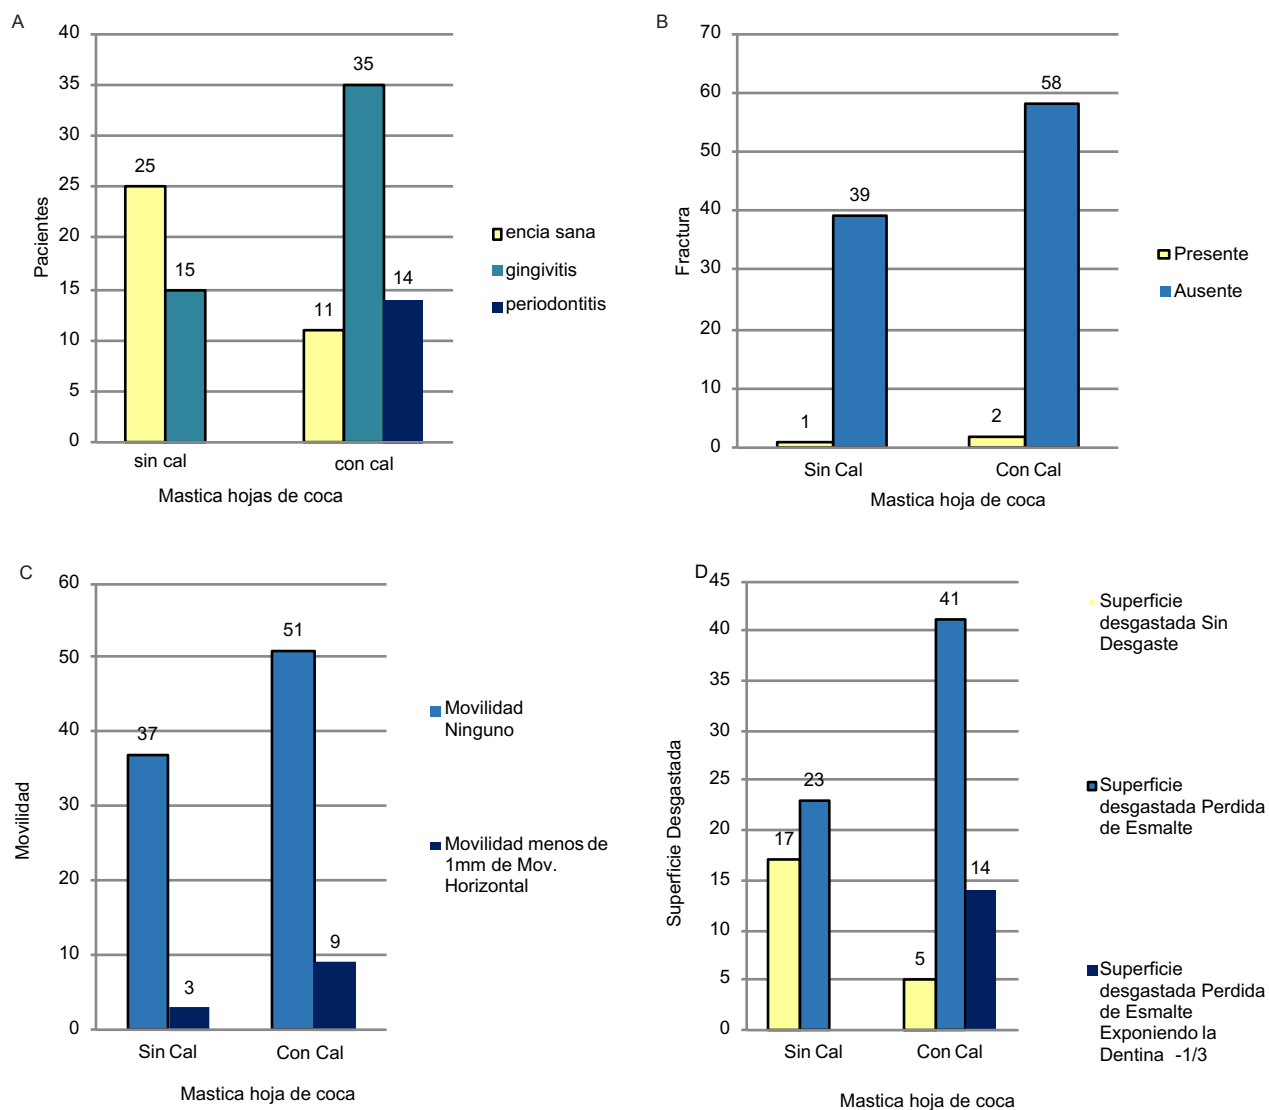 A
40
35
30
25
20
15
10
5
0
Pacientes
25
15
11
35
14
sin cal
con cal
Mastica hojas de coca
encia sana
gingivitis
periodontitis
B
70
60
50
40
30
20
10
0
Fractura
1
39
2
58
Sin Cal
Con Cal
Mastica hoja de coca
Presente
Ausente
C
60
50
40
30
20
10
0
Movilidad
37
3
51
9
Sin Cal
Con Cal
Mastica hoja de coca
Movilidad
Ninguno
Movilidad menos de
1mm de Mov.
Horizontal
D
45
40
35
30
25
20
15
10
5
0
Superficie Desgastada
17
23
5
41
14
Sin Cal
Con Cal
Mastica hoja de coca
Superficie
desgastada Sin
Desgaste
Superficie
desgastada Perdida
de Esmalte
Superficie
desgastada Perdida
de Esmalte
Exponiendo la
Dentina -1/3